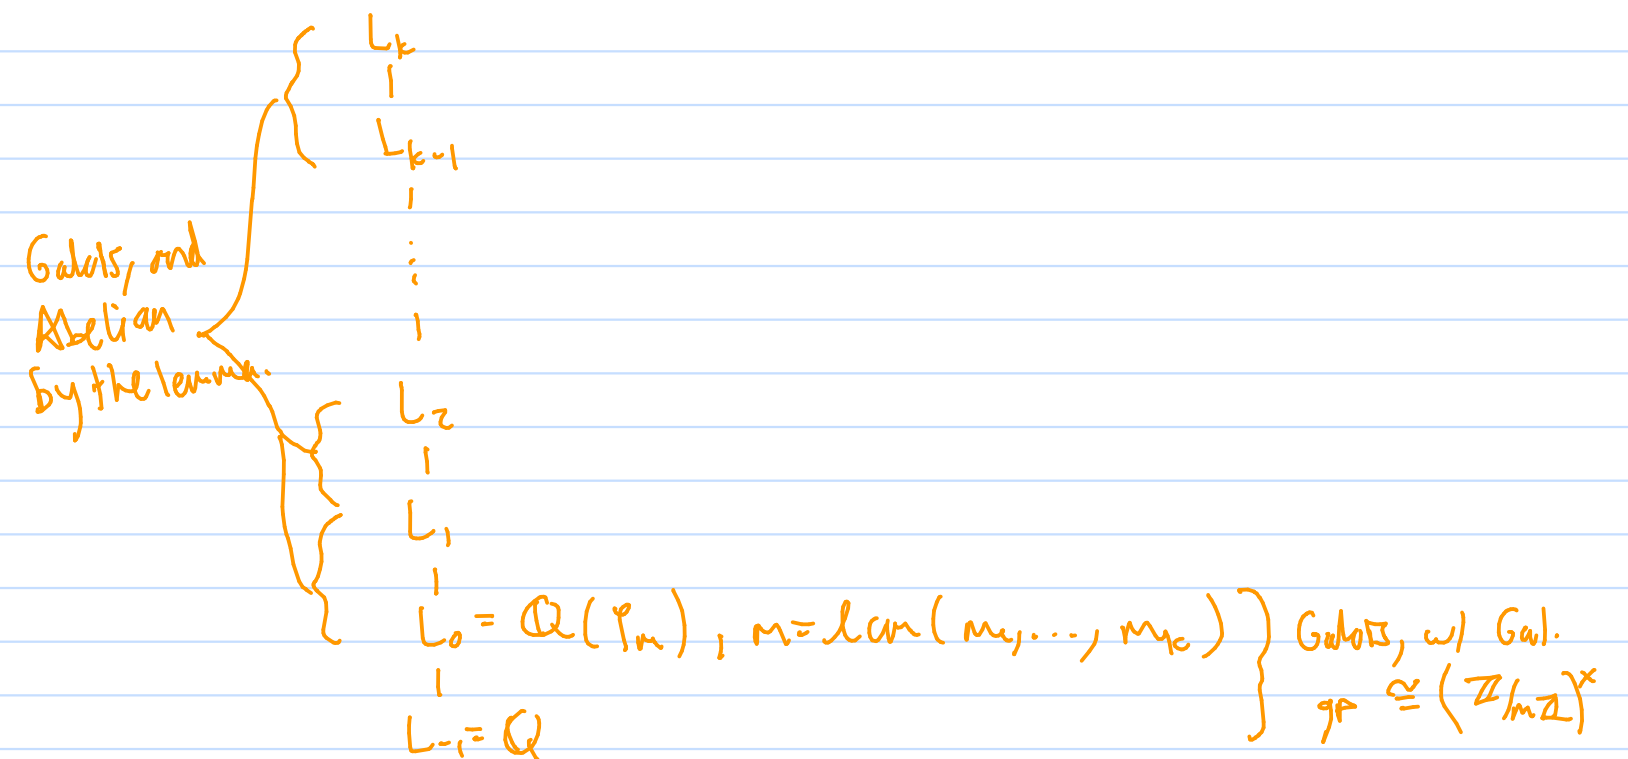 L_k
|
L_{k-1}
|
⋮
|
Galois, and
Abelian
by the lemma.
L_2
|
L_1
|
L_0 = ℚ(ζ_m), m = lcm(m_1, ..., m_k) } Galois, w/ Gal.
gp ≅ (ℤ/mℤ)^×
|
L_{-1} = ℚ